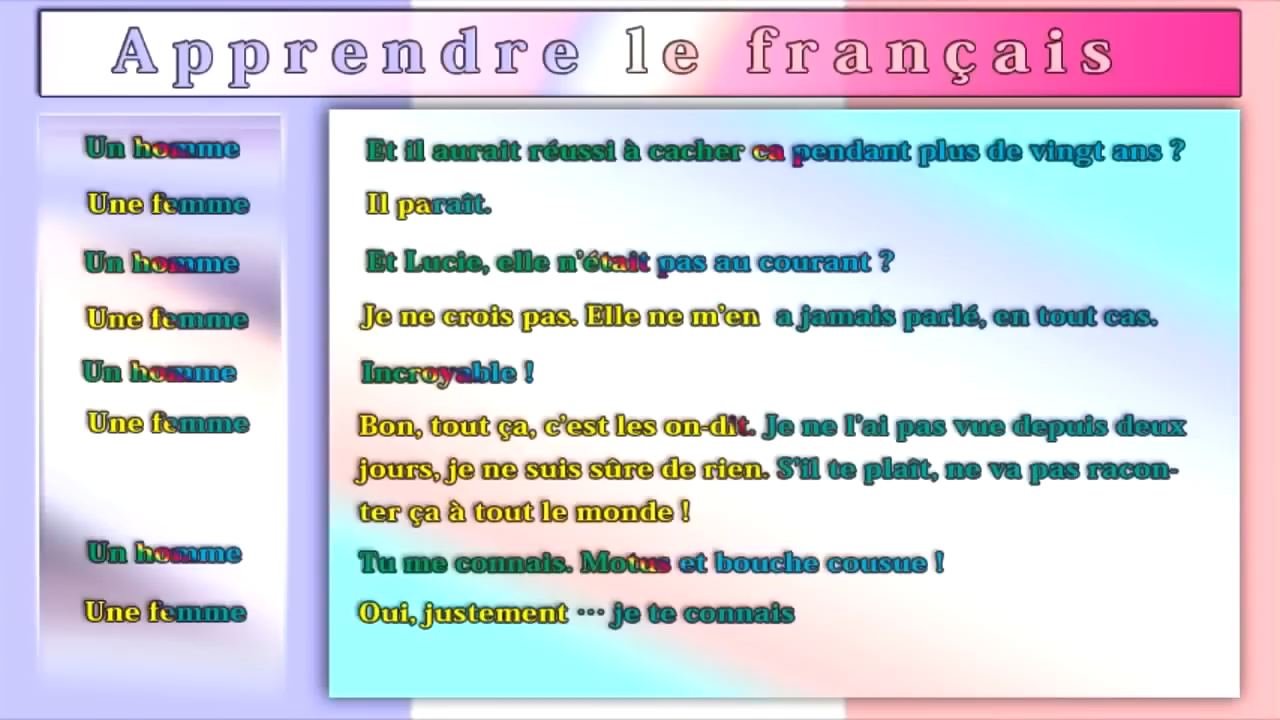 Apprendre le français
Un homme Et il aurait réussi à cacher ca pendant plus de vingt ans ?
Une femme Il paraît.
Un homme Et Lucie, elle n'était pas au courant ?
Une femme Je ne crois pas. Elle ne m'en a jamais parlé, en tout cas.
Un homme Incroyable !
Une femme Bon, tout ça, c'est les on-dit. Je ne l'ai pas vue depuis deux
jours, je ne suis sûre de rien. S'il te plaît, ne va pas racon-
ter ça à tout le monde !
Un homme Tu me connais. Motus et bouche cousue !
Une femme Oui, justement ··· je te connais